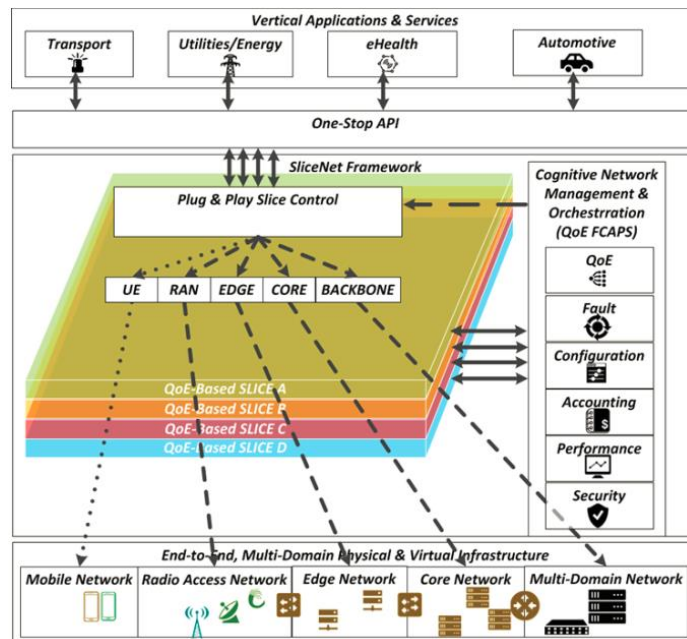 Vertical Applications & Services
Transport
Utilities/Energy
eHealth
Automotive
One-Stop API
SliceNet Framework
Plug & Play Slice Control
UE
RAN
EDGE
CORE
BACKBONE
QoE-Based SLICE A
QoE-Based SLICE B
QoE-Based SLICE C
QoE-Based SLICE D
Cognitive Network
Management &
Orchestrration
(QoE FCAPS)
QoE
Fault
Configuration
Accounting
$
Performance
Security
End-to-End, Multi-Domain Physical & Virtual Infrastructure
Mobile Network
Radio Access Network
Edge Network
Core Network
Multi-Domain Network